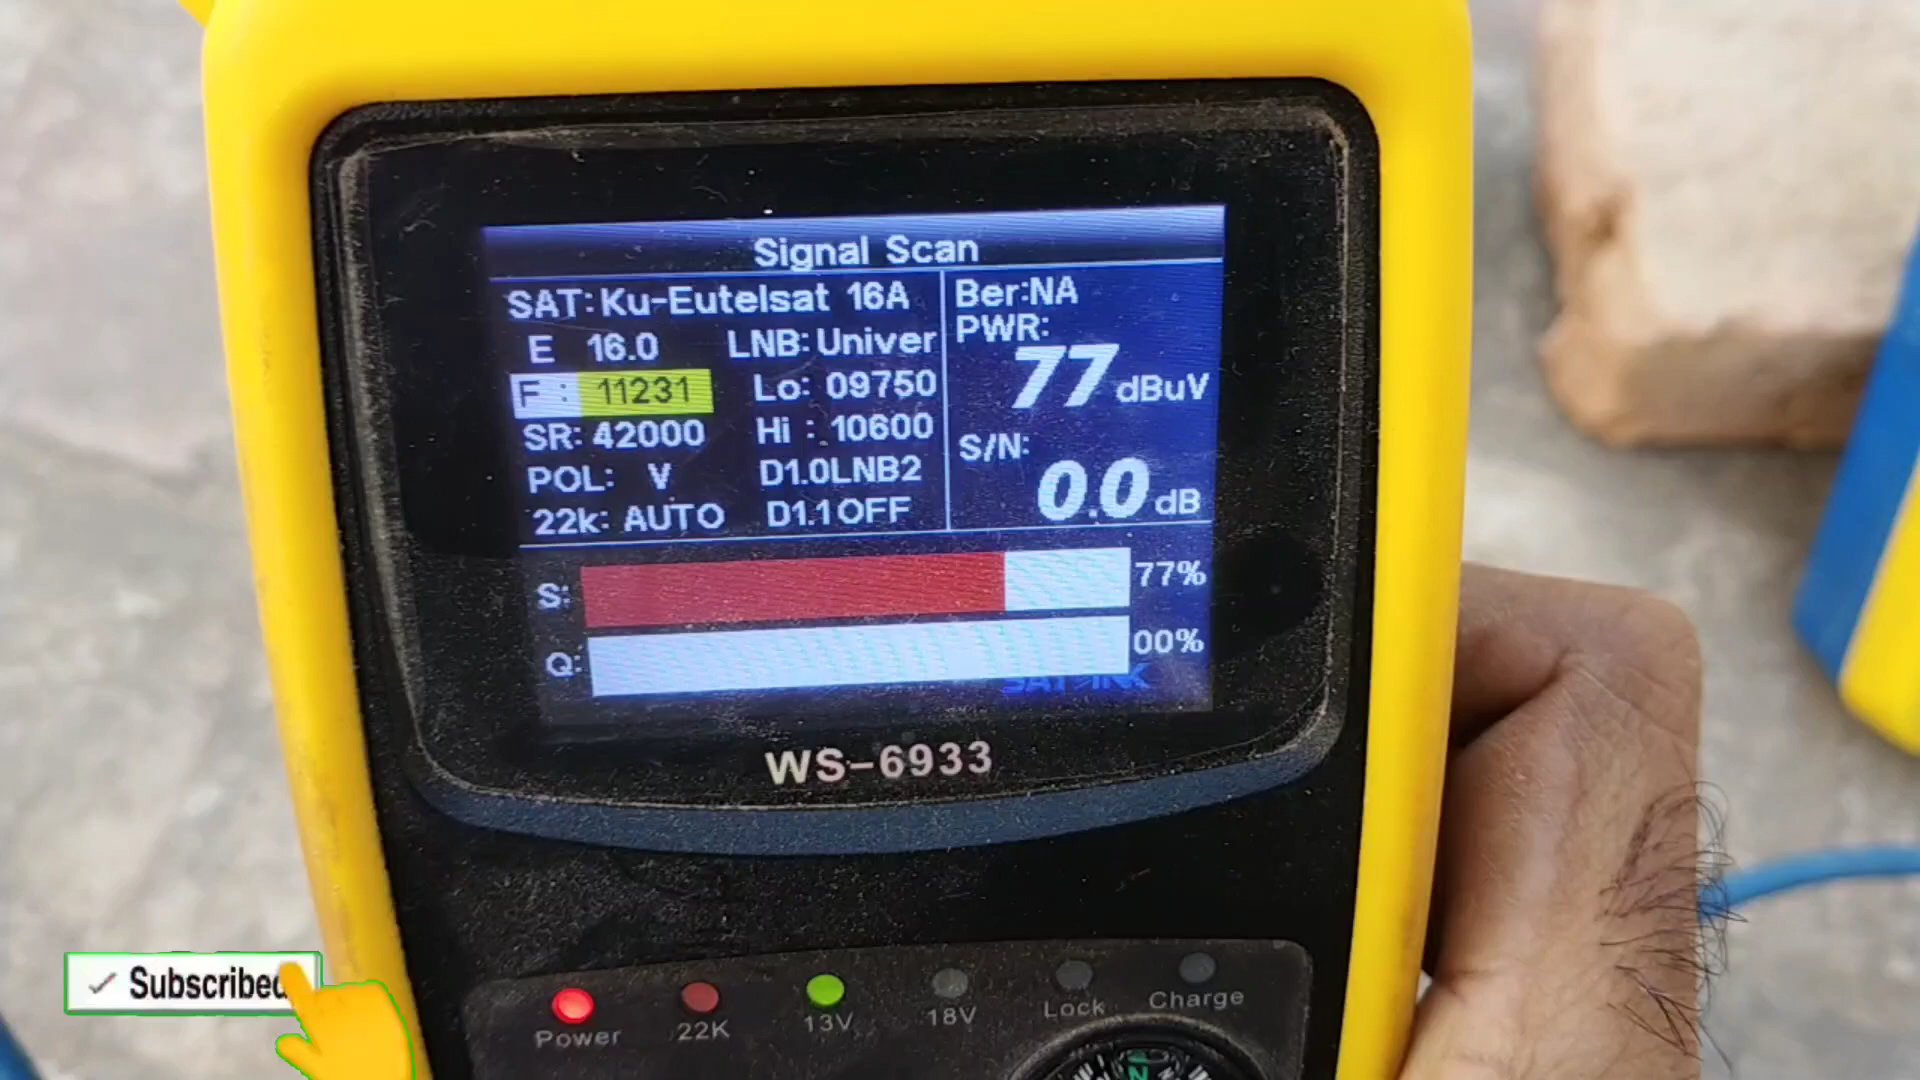 Signal Scan
SAT: Ku-Eutelsat 16A
E 16.0 LNB: Univer
F : 11231 Lo: 09750
SR: 42000 Hi : 10600
POL: V D1.0LNB2
22k: AUTO D1.1OFF
Ber:NA
PWR:
77 dBuV
S/N:
0.0 dB
S: 77%
Q: 00%
SATLINK
WS-6933
Power 22K 13V 18V Lock Charge
N
✓ Subscribed